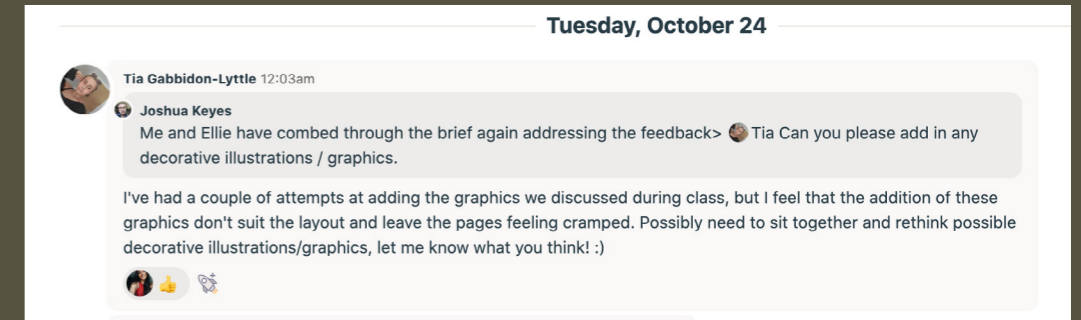 Tuesday, October 24
Tia Gabbidon-Lyttle 12:03am
Joshua Keyes
Me and Ellie have combed through the brief again addressing the feedback> Tia Can you please add in any
decorative illustrations / graphics.
I've had a couple of attempts at adding the graphics we discussed during class, but I feel that the addition of these
graphics don't suit the layout and leave the pages feeling cramped. Possibly need to sit together and rethink possible
decorative illustrations/graphics, let me know what you think! :)